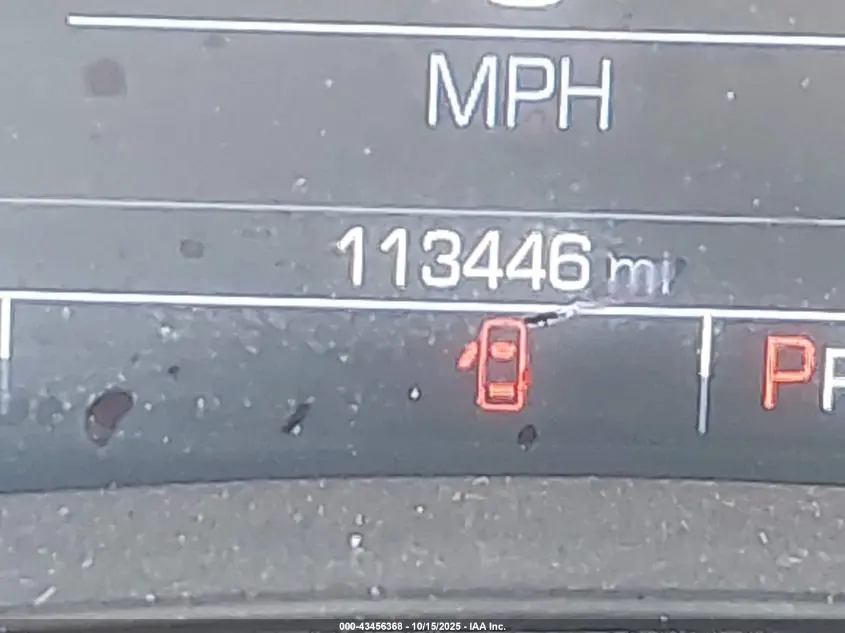 MPH
113446 mi
P
000-43456368 - 10/15/2025 - IAA Inc.